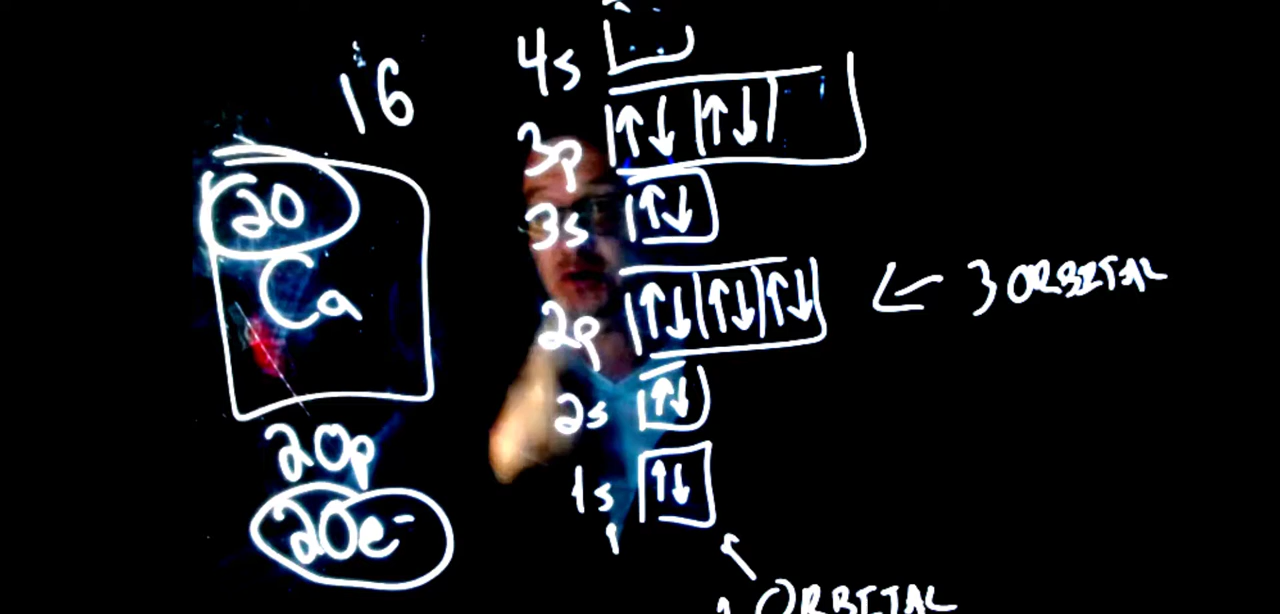 16
20
Ca
20p
20e-
4s
3p ↑↓ ↑↓
3s ↑↓
2p ↑↓ ↑↓ ↑↓ ← 3 ORBITAL
2s ↑↓
1s ↑↓
ORBITAL